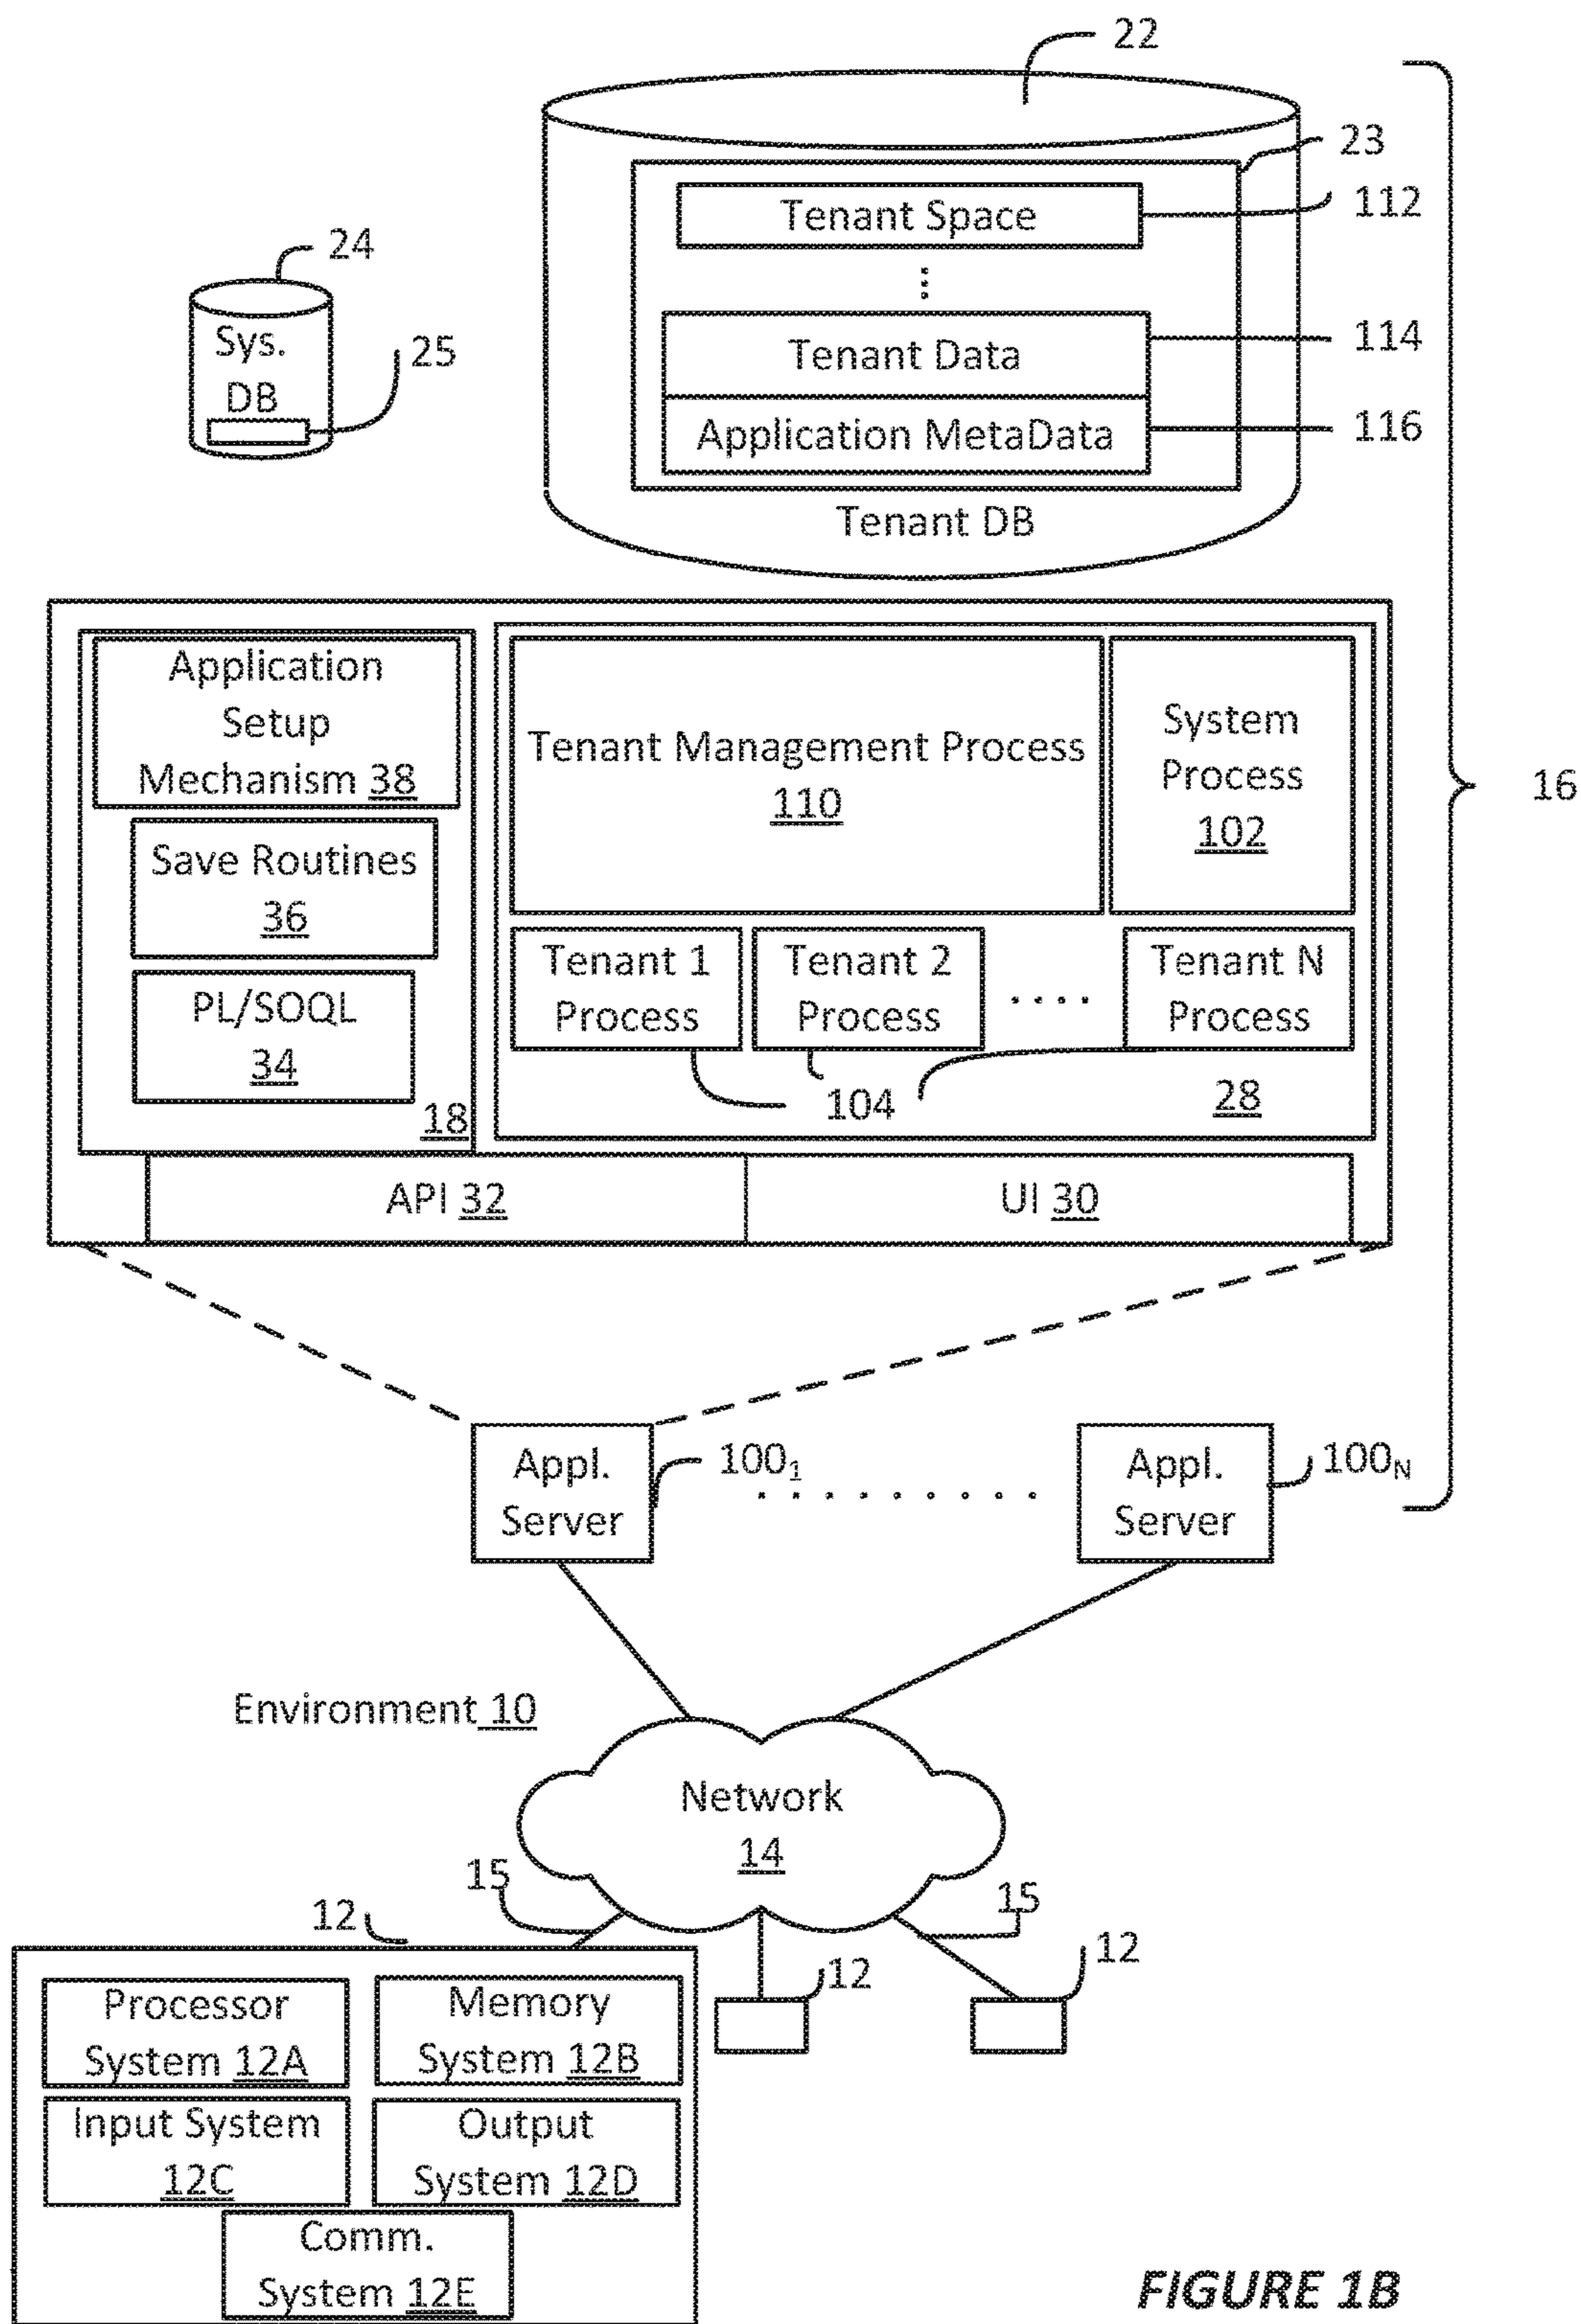 22
23
Tenant Space
112
24
Sys.
DB
25
Tenant Data
114
Application MetaData
116
Tenant DB
Application
Setup
Mechanism 38
Tenant Management Process
110
System
Process
102
16
Save Routines
36
Tenant 1
Process
Tenant 2
Process
. . . .
Tenant N
Process
PL/SOQL
34
104
28
18
API 32
UI 30
Appl.
Server
100₁
. . . . . . . . .
Appl.
Server
100N
Environment 10
Network
14
15
15
12
12
12
Processor
System 12A
Memory
System 12B
Input System
12C
Output
System 12D
Comm.
System 12E
FIGURE 1B